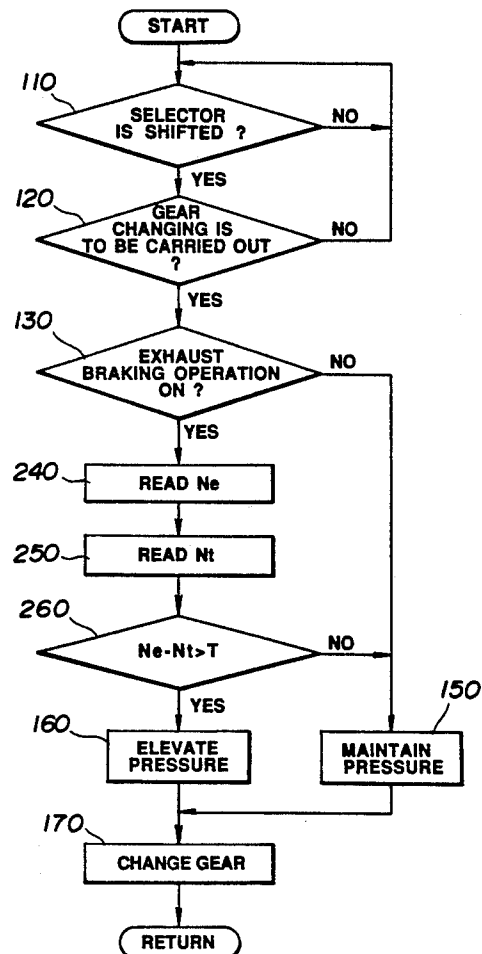 START
110
SELECTOR
IS SHIFTED ?
NO
YES
120
GEAR
CHANGING IS
TO BE CARRIED OUT
?
NO
YES
130
EXHAUST
BRAKING OPERATION
ON ?
NO
YES
240
READ Ne
250
READ Nt
260
Ne-Nt>T
NO
YES
160
ELEVATE
PRESSURE
150
MAINTAIN
PRESSURE
170
CHANGE GEAR
RETURN